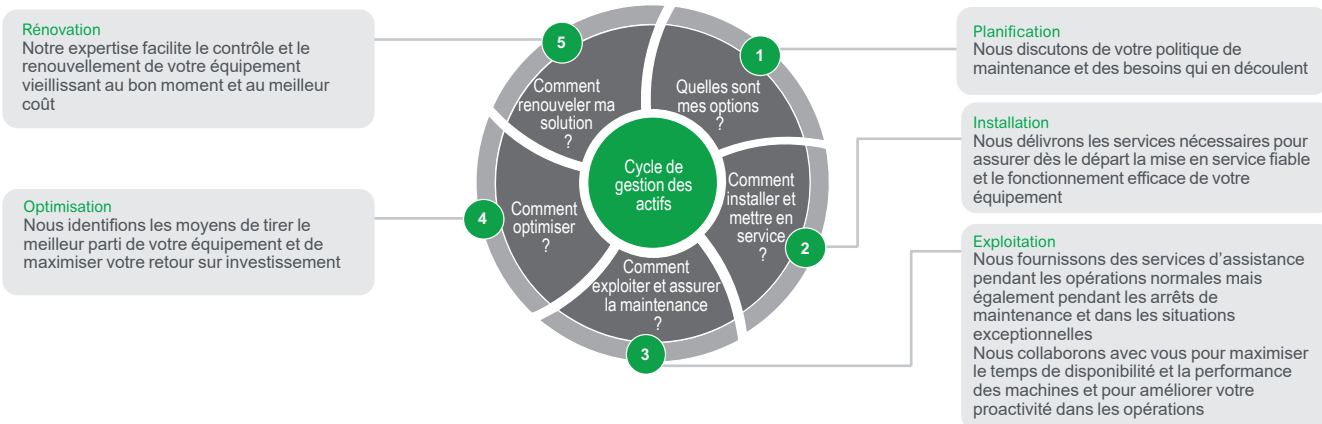 Rénovation
Notre expertise facilite le contrôle et le
renouvellement de votre équipement
vieillissant au bon moment et au meilleur
coût
Optimisation
Nous identifions les moyens de tirer le
meilleur parti de votre équipement et de
maximiser votre retour sur investissement
5
Comment
renouveler ma
solution
?
1
Quelles sont
mes options
?
Cycle de
gestion des
actifs
4
Comment
optimiser
?
Comment
installer et
mettre en
service
?
2
Comment
exploiter et assurer
la maintenance
?
3
Planification
Nous discutons de votre politique de
maintenance et des besoins qui en découlent
Installation
Nous délivrons les services nécessaires pour
assurer dès le départ la mise en service fiable
et le fonctionnement efficace de votre
équipement
Exploitation
Nous fournissons des services d’assistance
pendant les opérations normales mais
également pendant les arrêts de
maintenance et dans les situations
exceptionnelles
Nous collaborons avec vous pour maximiser
le temps de disponibilité et la performance
des machines et pour améliorer votre
proactivité dans les opérations